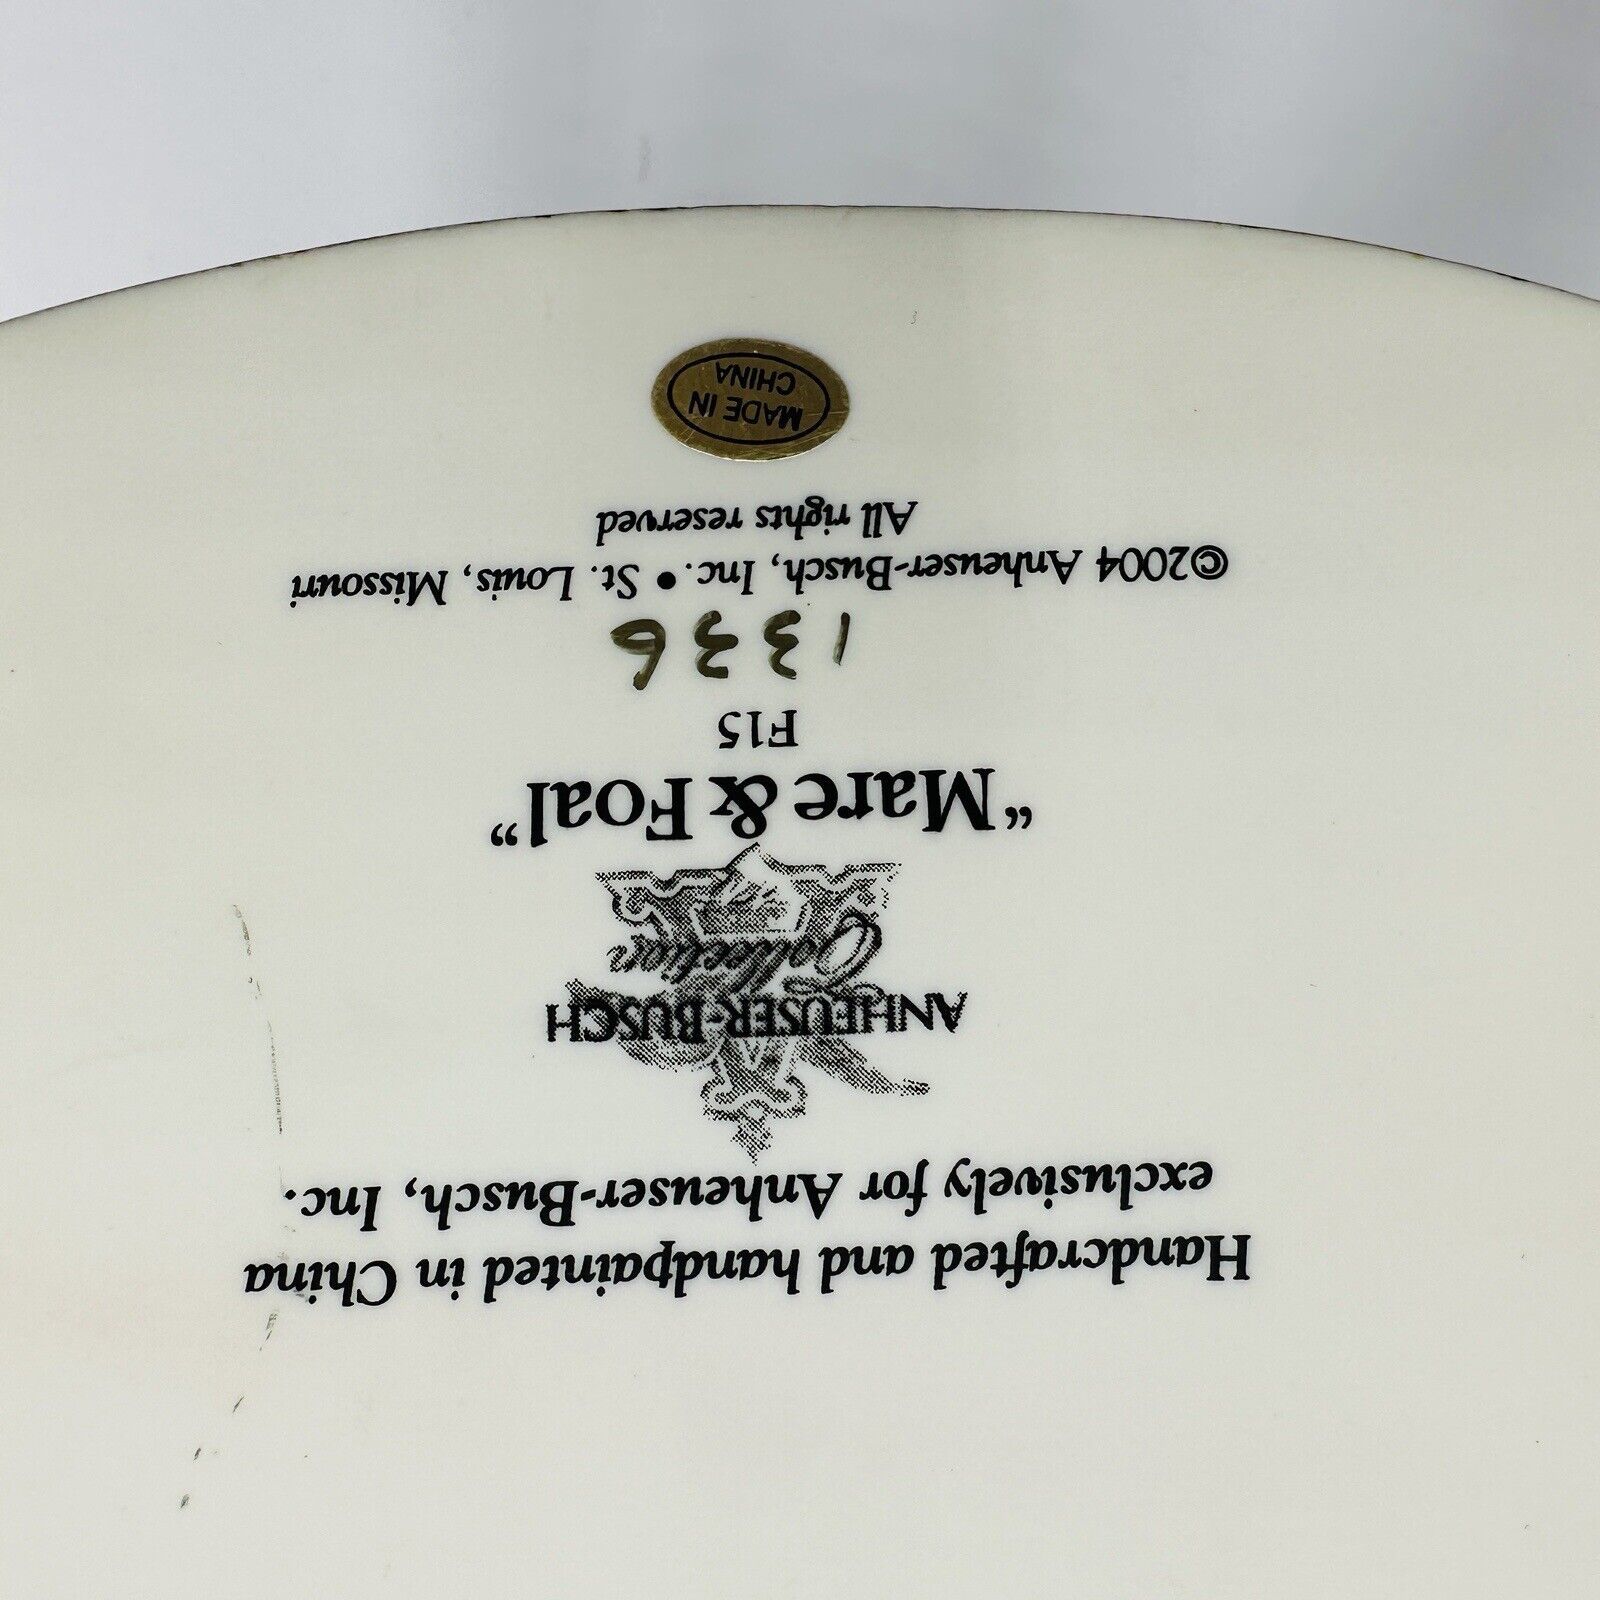 Handcrafted and handpainted in China
exclusively for Anheuser-Busch, Inc.
A
ANHEUSER-BUSCH
Collection
“Mare & Foal”
F15
1336
©2004 Anheuser-Busch, Inc. • St. Louis, Missouri
All rights reserved
MADE IN
CHINA